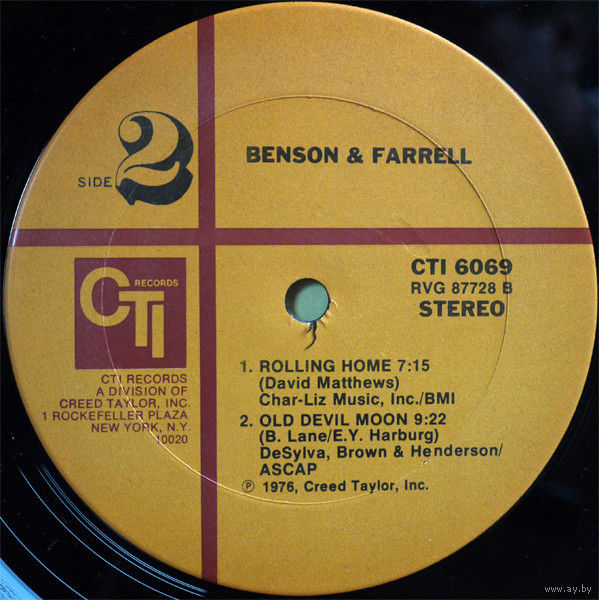 SIDE 2
BENSON & FARRELL
CTI 6069
RVG 87728 B
STEREO
CTI RECORDS
CTI RECORDS
A DIVISION OF
CREED TAYLOR, INC.
1 ROCKEFELLER PLAZA
NEW YORK, N.Y.
10020
1. ROLLING HOME 7:15
(David Matthews)
Char-Liz Music, Inc./BMI
2. OLD DEVIL MOON 9:22
(B. Lane/E.Y. Harburg)
DeSylva, Brown & Henderson/
ASCAP
℗ 1976, Creed Taylor, Inc.
www.ay.by